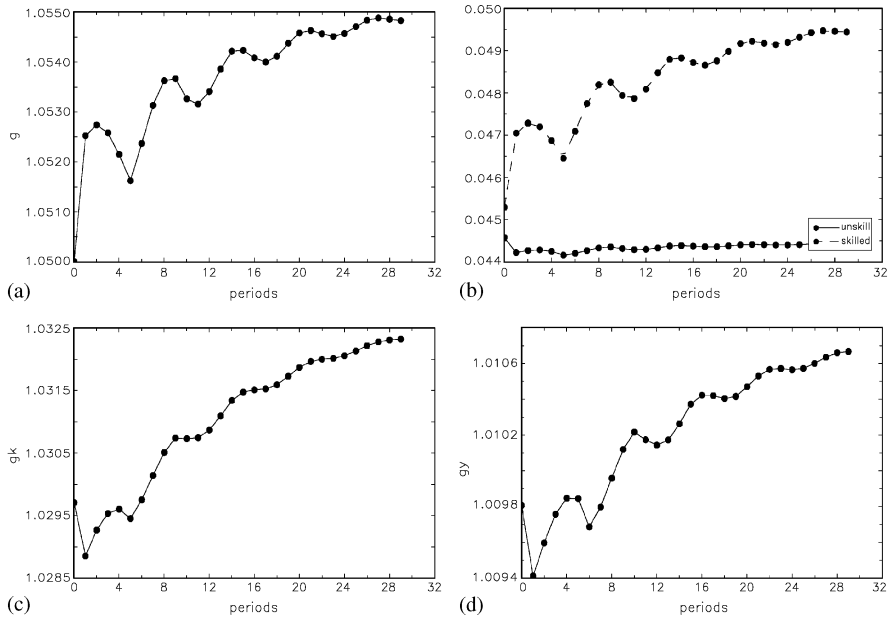 1.0550
1.0540
1.0530
1.0520
1.0510
1.0500
g
0 4 8 12 16 20 24 28 32
periods
(a)
0.050
0.049
0.048
0.047
0.046
0.045
0.044
unskill
skilled
0 4 8 12 16 20 24 28 32
periods
(b)
1.0325
1.0315
1.0305
1.0295
1.0285
gk
0 4 8 12 16 20 24 28 32
periods
(c)
1.0106
1.0102
1.0098
1.0094
gy
0 4 8 12 16 20 24 28 32
periods
(d)